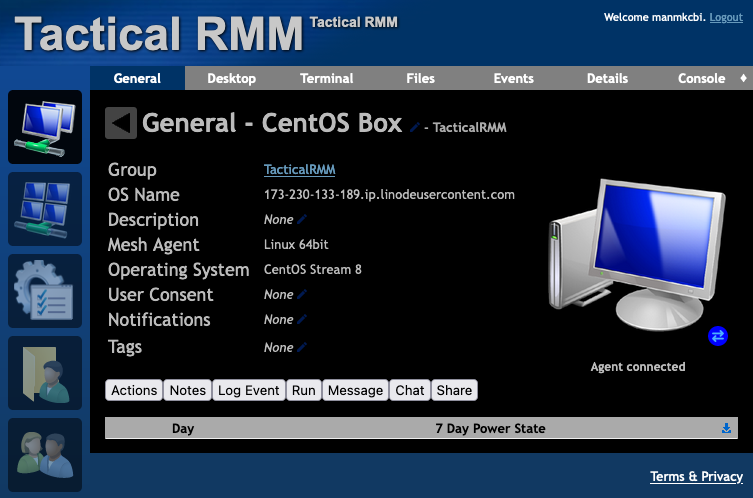 Tactical RMM Tactical RMM
Welcome manmkcbi. Logout
General Desktop Terminal Files Events Details Console
General - CentOS Box - TacticalRMM
Group TacticalRMM
OS Name 173-230-133-189.ip.linodeusercontent.com
Description None
Mesh Agent Linux 64bit
Operating System CentOS Stream 8
User Consent None
Notifications None
Tags None
Agent connected
Actions Notes Log Event Run Message Chat Share
Day 7 Day Power State
Terms & Privacy